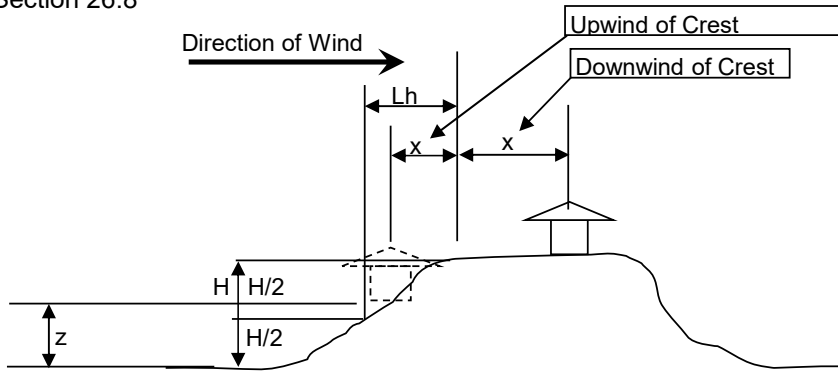 Section 26.8
Upwind of Crest
Direction of Wind
Downwind of Crest
Lh
x
x
H
H/2
z
H/2